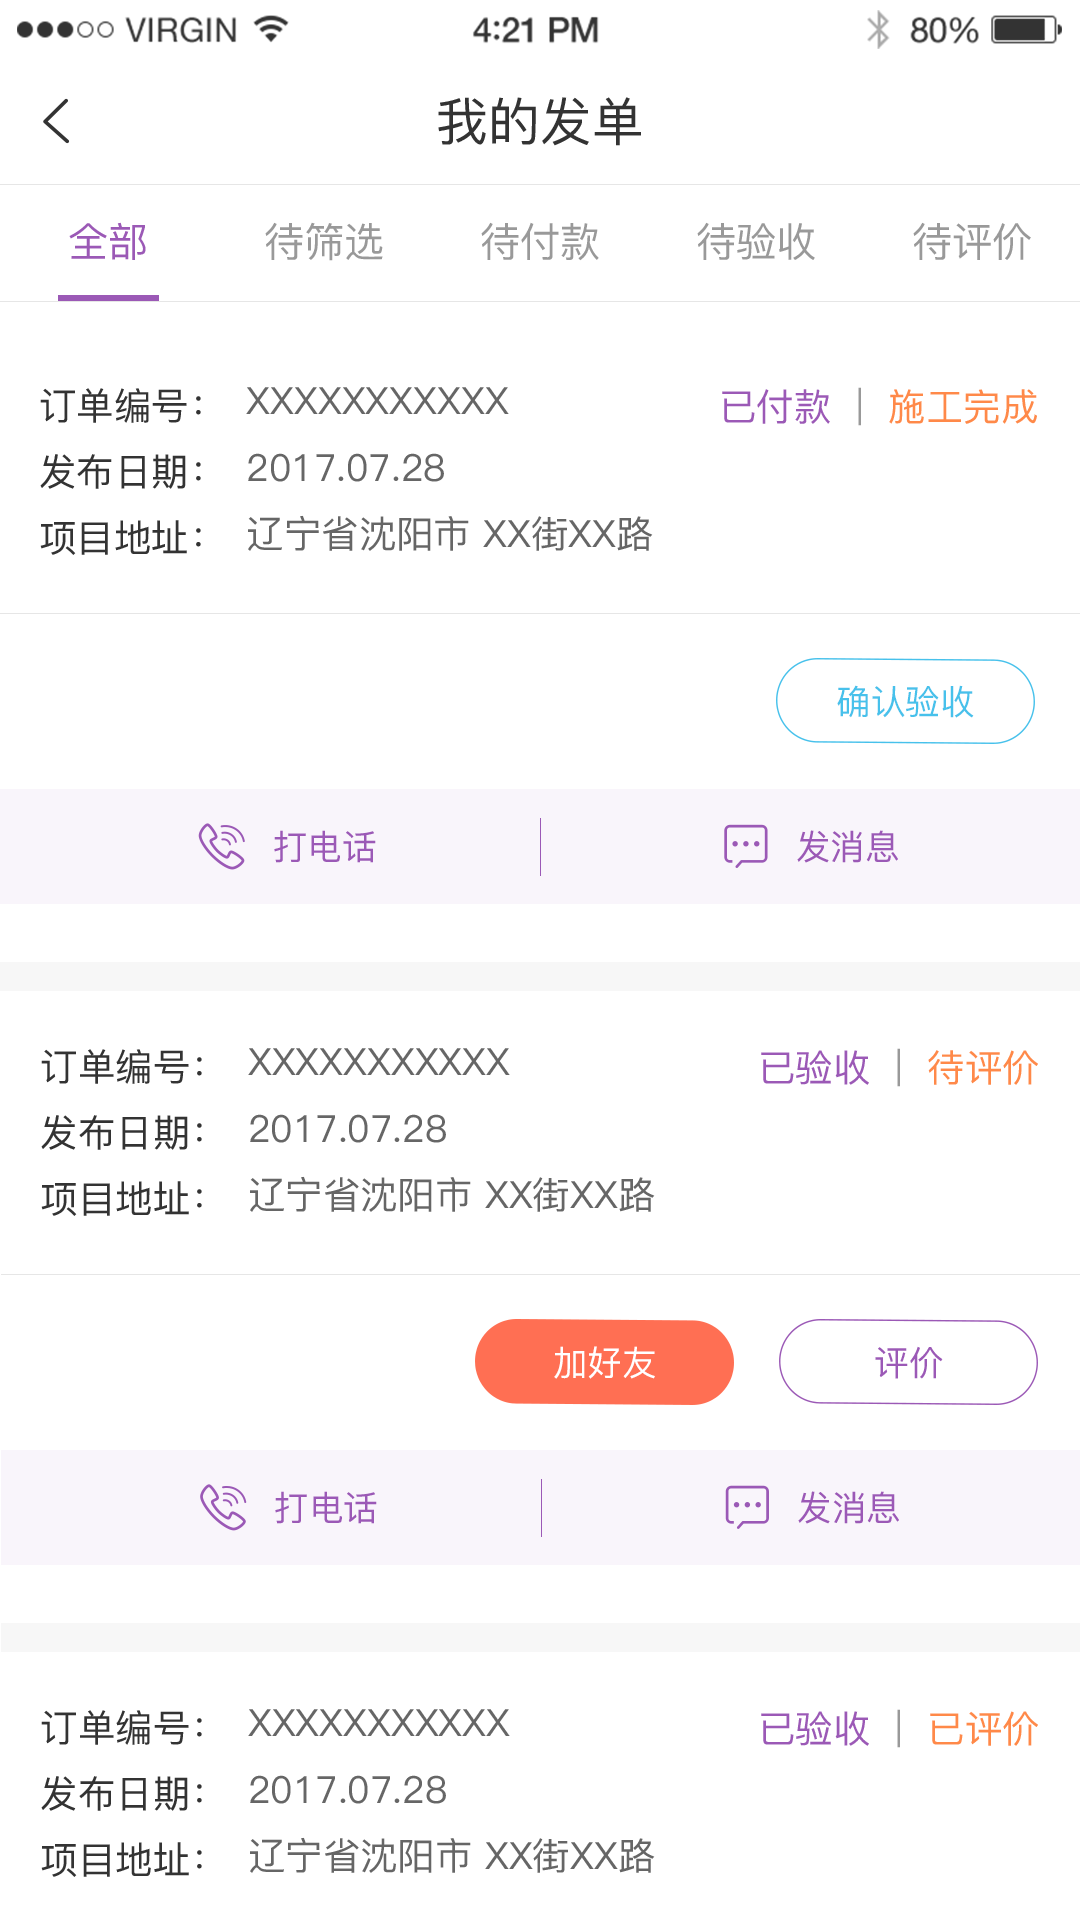 VIRGIN 4:21 PM 80%
我的发单
全部 待筛选 待付款 待验收 待评价
订单编号： XXXXXXXXXXX 已付款 | 施工完成
发布日期： 2017.07.28
项目地址： 辽宁省沈阳市 XX街XX路
确认验收
打电话 | 发消息
订单编号： XXXXXXXXXXX 已验收 | 待评价
发布日期： 2017.07.28
项目地址： 辽宁省沈阳市 XX街XX路
加好友 评价
打电话 | 发消息
订单编号： XXXXXXXXXXX 已验收 | 已评价
发布日期： 2017.07.28
项目地址： 辽宁省沈阳市 XX街XX路